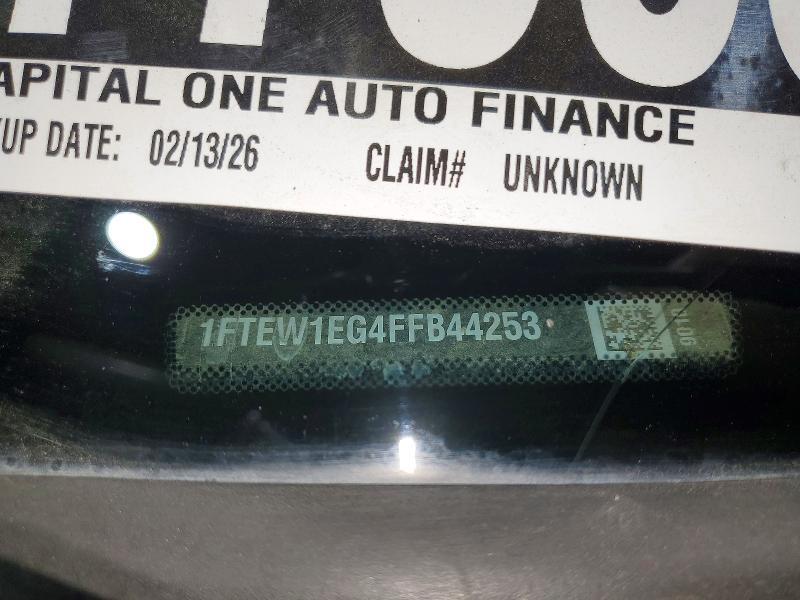 APITAL ONE AUTO FINANCE
UP DATE: 02/13/26 CLAIM# UNKNOWN
1FTEW1EG4FFB44253